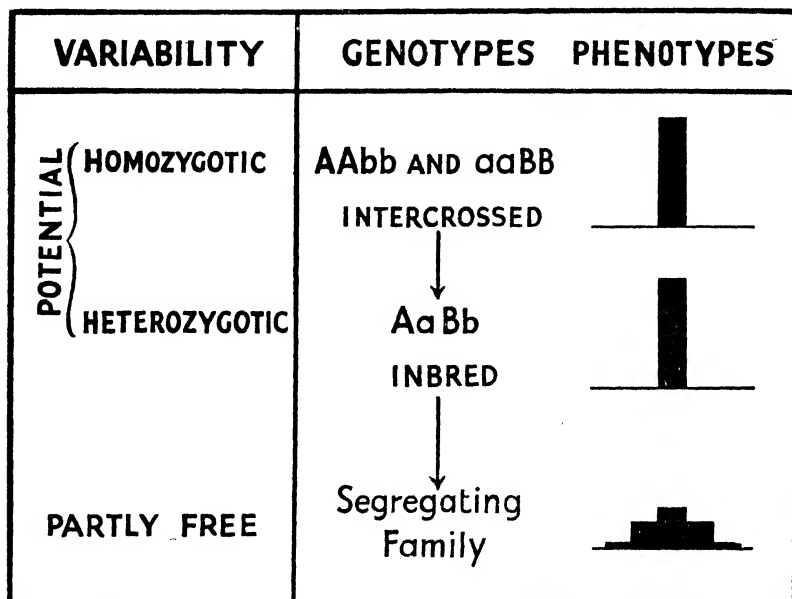 VARIABILITY GENOTYPES PHENOTYPES
POTENTIAL
HOMOZYGOTIC AAbb AND aaBB
INTERCROSSED
HETEROZYGOTIC AaBb
INBRED
PARTLY FREE Segregating
Family